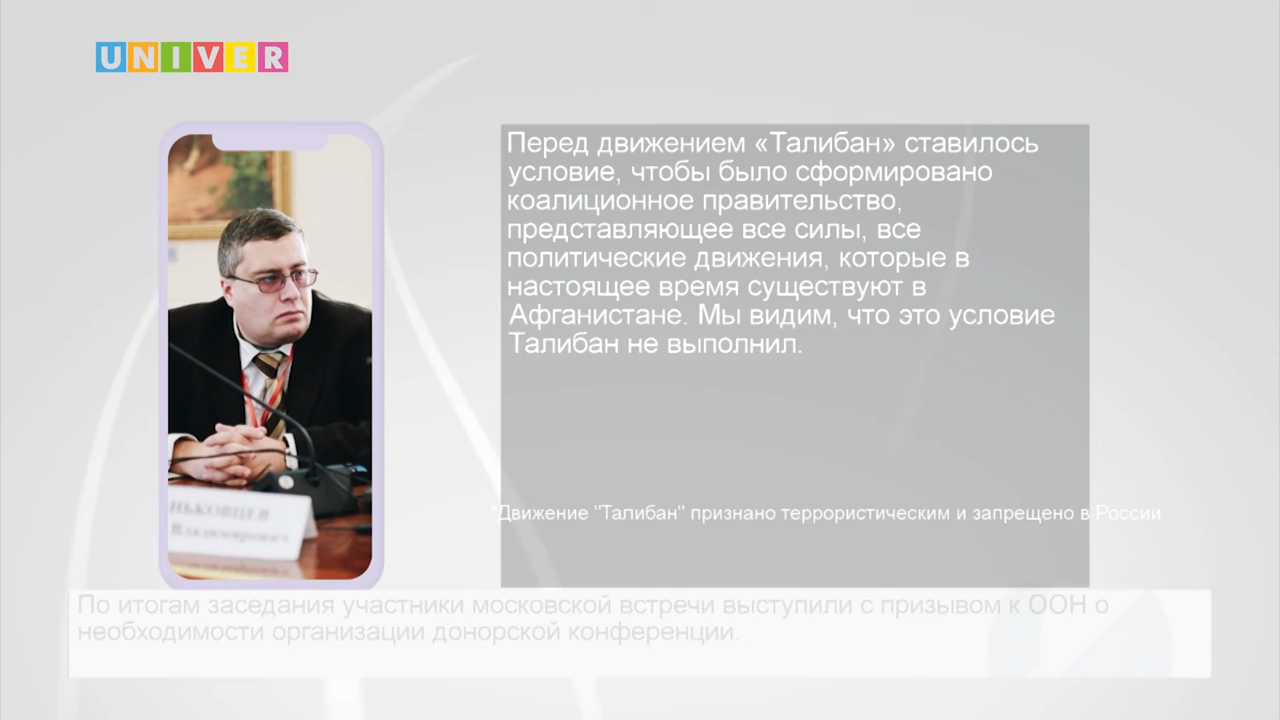 UNIVER
Перед движением «Талибан» ставилось
условие, чтобы было сформировано
коалиционное правительство,
представляющее все силы, все
политические движения, которые в
настоящее время существуют в
Афганистане. Мы видим, что это условие
Талибан не выполнил.
*Движение "Талибан" признано террористическим и запрещено в России
По итогам заседания участники московской встречи выступили с призывом к ООН о
необходимости организации донорской конференции.